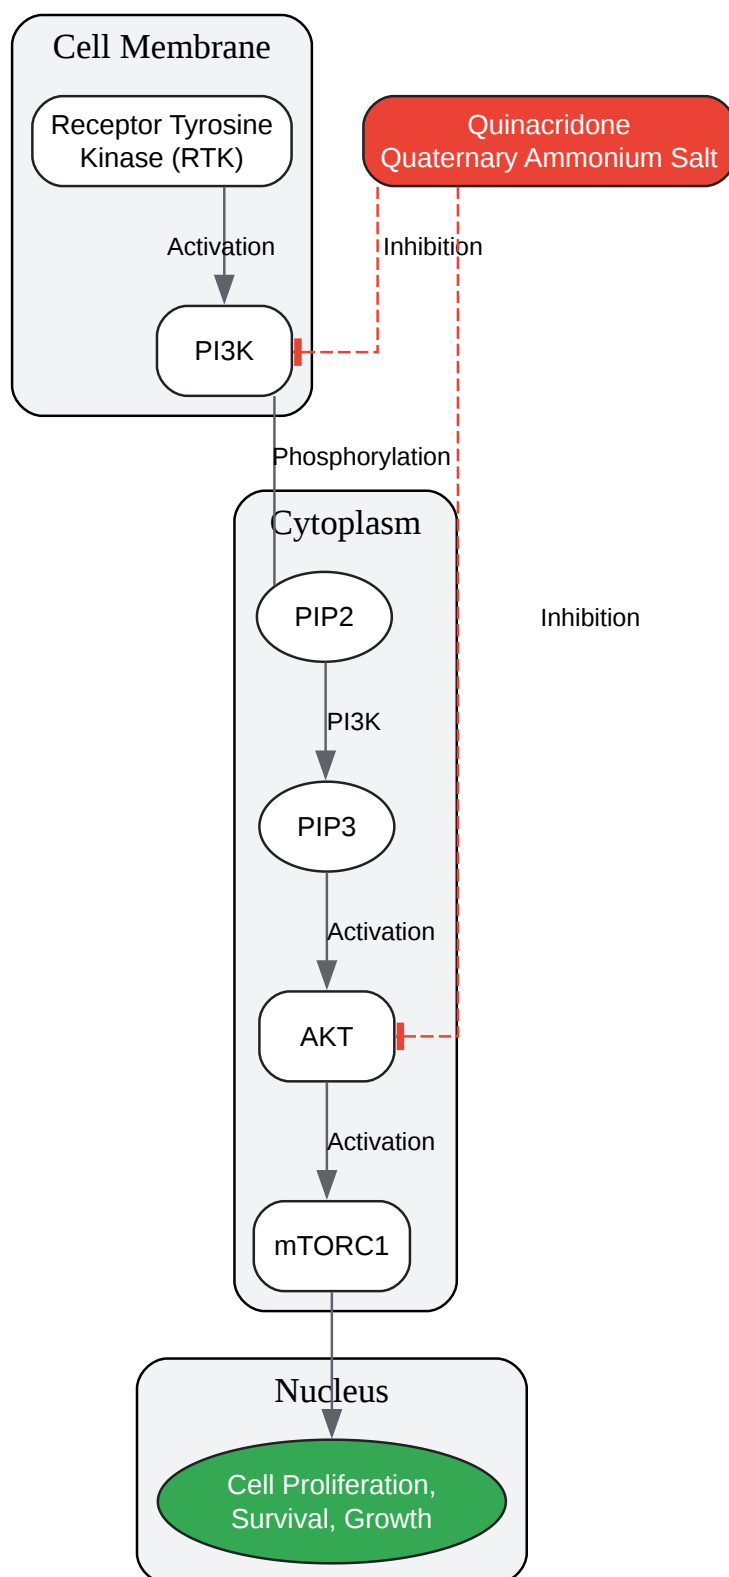 Cell Membrane
Receptor Tyrosine
Kinase (RTK)
Quinacridone
Quaternary Ammonium Salt
Activation
Inhibition
PI3K
Phosphorylation
Cytoplasm
PIP2
Inhibition
PI3K
PIP3
Activation
AKT
Activation
mTORC1
Nucleus
Cell Proliferation,
Survival, Growth